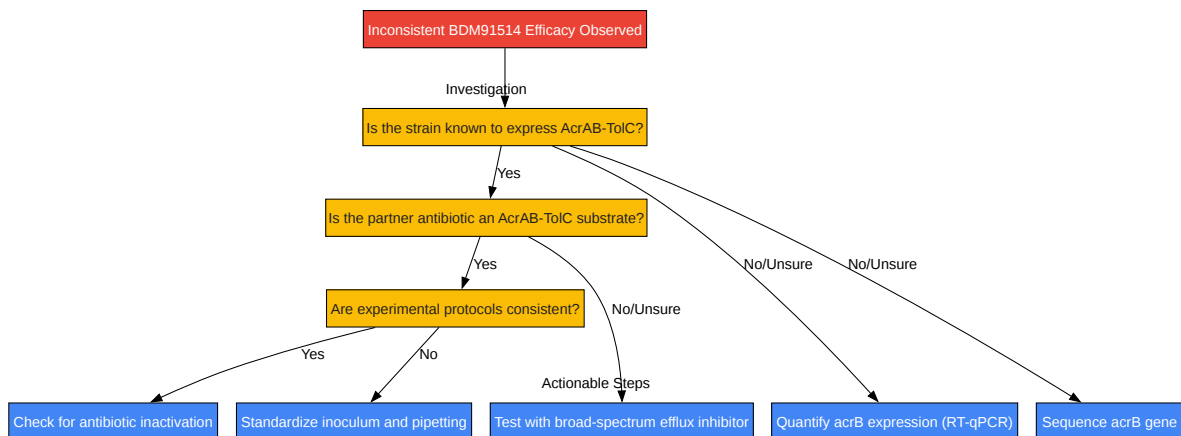 Inconsistent BDM91514 Efficacy Observed
Investigation
Is the strain known to express AcrAB-TolC?
Yes
Is the partner antibiotic an AcrAB-TolC substrate?
Yes
No/Unsure
No/Unsure
Are experimental protocols consistent?
No/Unsure
Yes
No
Actionable Steps
Check for antibiotic inactivation
Standardize inoculum and pipetting
Test with broad-spectrum efflux inhibitor
Quantify acrB expression (RT-qPCR)
Sequence acrB gene